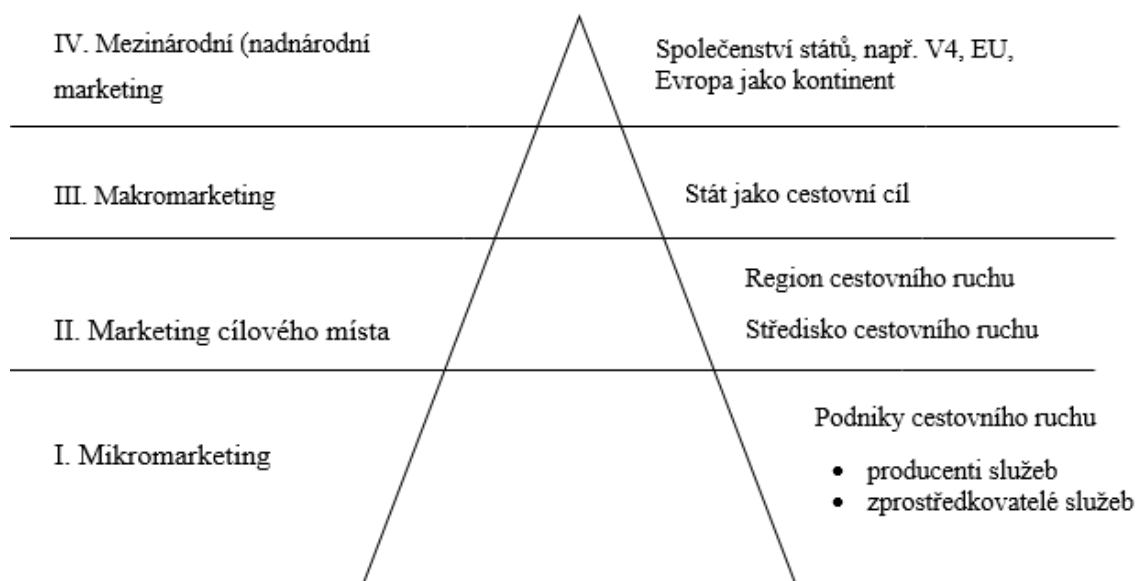 IV. Mezinárodní (nadnárodní
marketing
Společenství států, např. V4, EU,
Evropa jako kontinent
III. Makromarketing
Stát jako cestovní cíl
Region cestovního ruchu
II. Marketing cílového místa
Středisko cestovního ruchu
Podniky cestovního ruchu
I. Mikromarketing
• producenti služeb
• zprostředkovatelé služeb